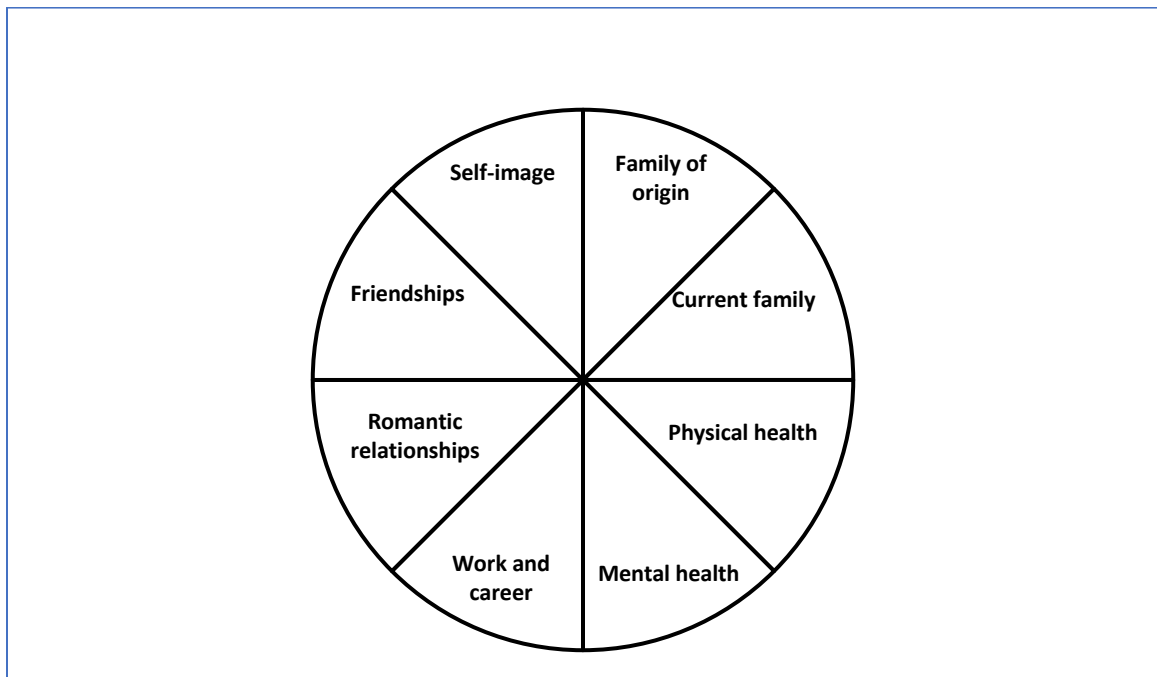 Self-image
Family of
origin
Friendships
Current family
Romantic
relationships
Physical health
Work and
career
Mental health